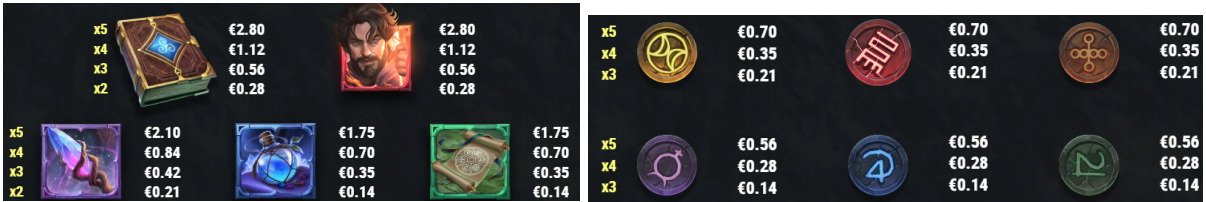 x5 €2.80 €2.80
x4 €1.12 €1.12
x3 €0.56 €0.56
x2 €0.28 €0.28
x5 €2.10 €1.75 €1.75
x4 €0.84 €0.70 €0.70
x3 €0.42 €0.35 €0.35
x2 €0.21 €0.14 €0.14
x5 €0.70 €0.70 €0.70
x4 €0.35 €0.35 €0.35
x3 €0.21 €0.21 €0.21
x5 €0.56 €0.56 €0.56
x4 €0.28 €0.28 €0.28
x3 €0.14 €0.14 €0.14